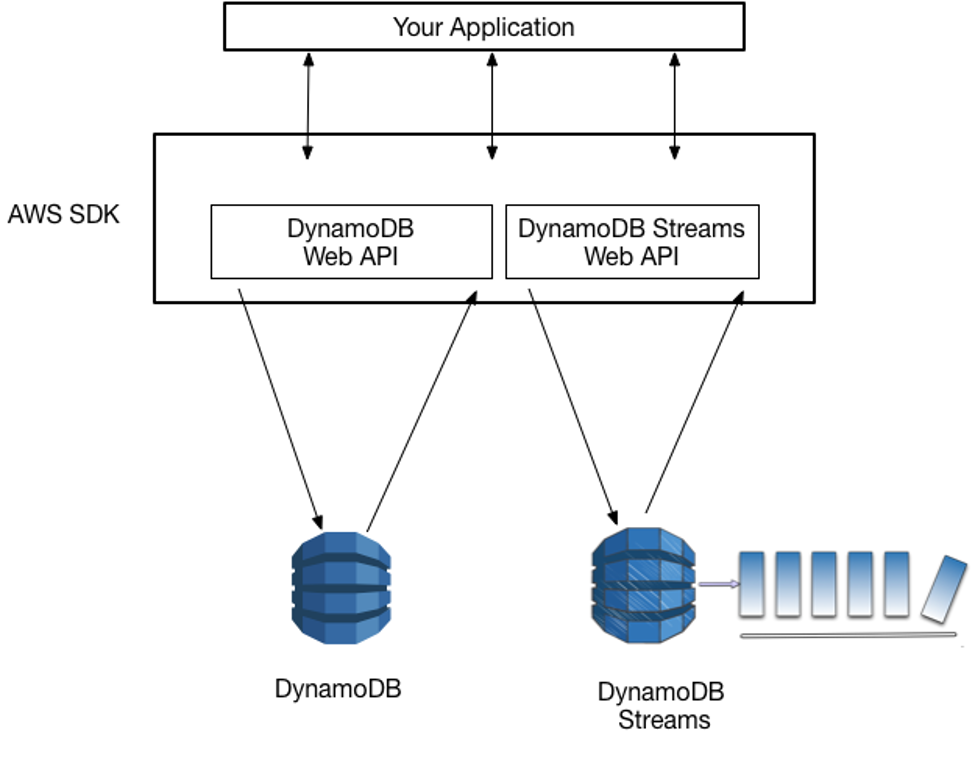 Your Application
AWS SDK
DynamoDB
Web API
DynamoDB Streams
Web API
DynamoDB
DynamoDB
Streams